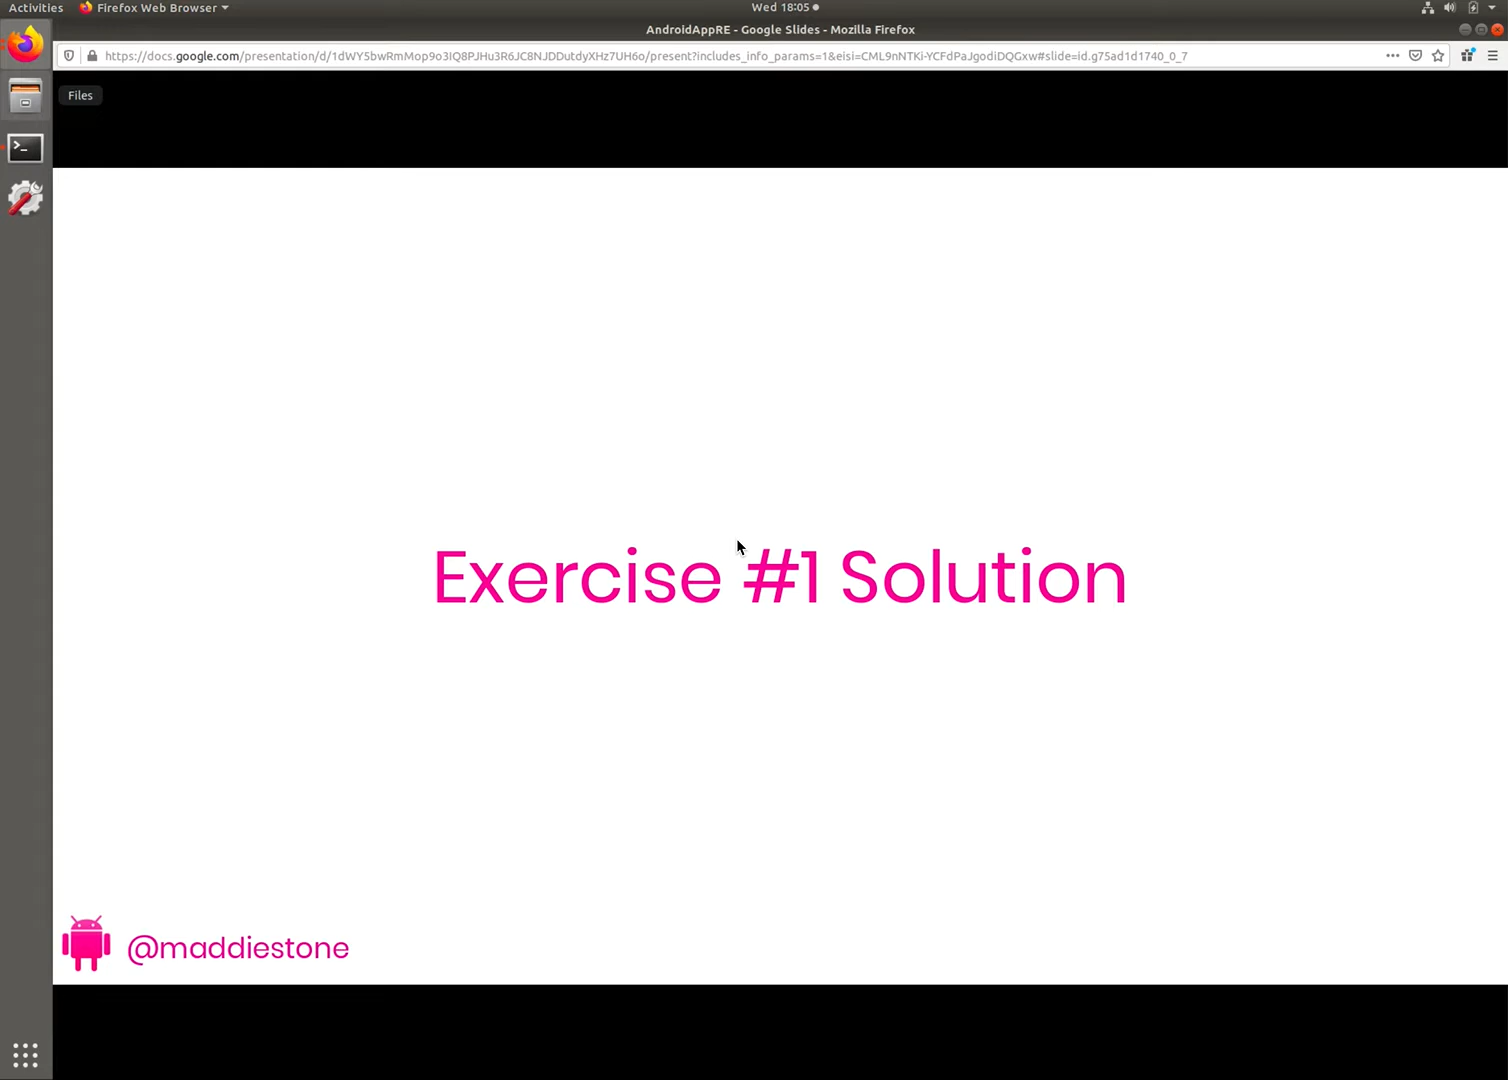 Activities Firefox Web Browser Wed 18:05
AndroidAppRE - Google Slides - Mozilla Firefox
https://docs.google.com/presentation/d/1dWY5bwRmMop9o3IQ8PJHu3R6JC8NJDDutdyXHz7UH6o/present?includes_info_params=1&eisi=CML9nNTKi-YCFdPaJgodiDQGxw#slide=id.g75ad1d1740_0_7
Files
Exercise #1 Solution
@maddiestone